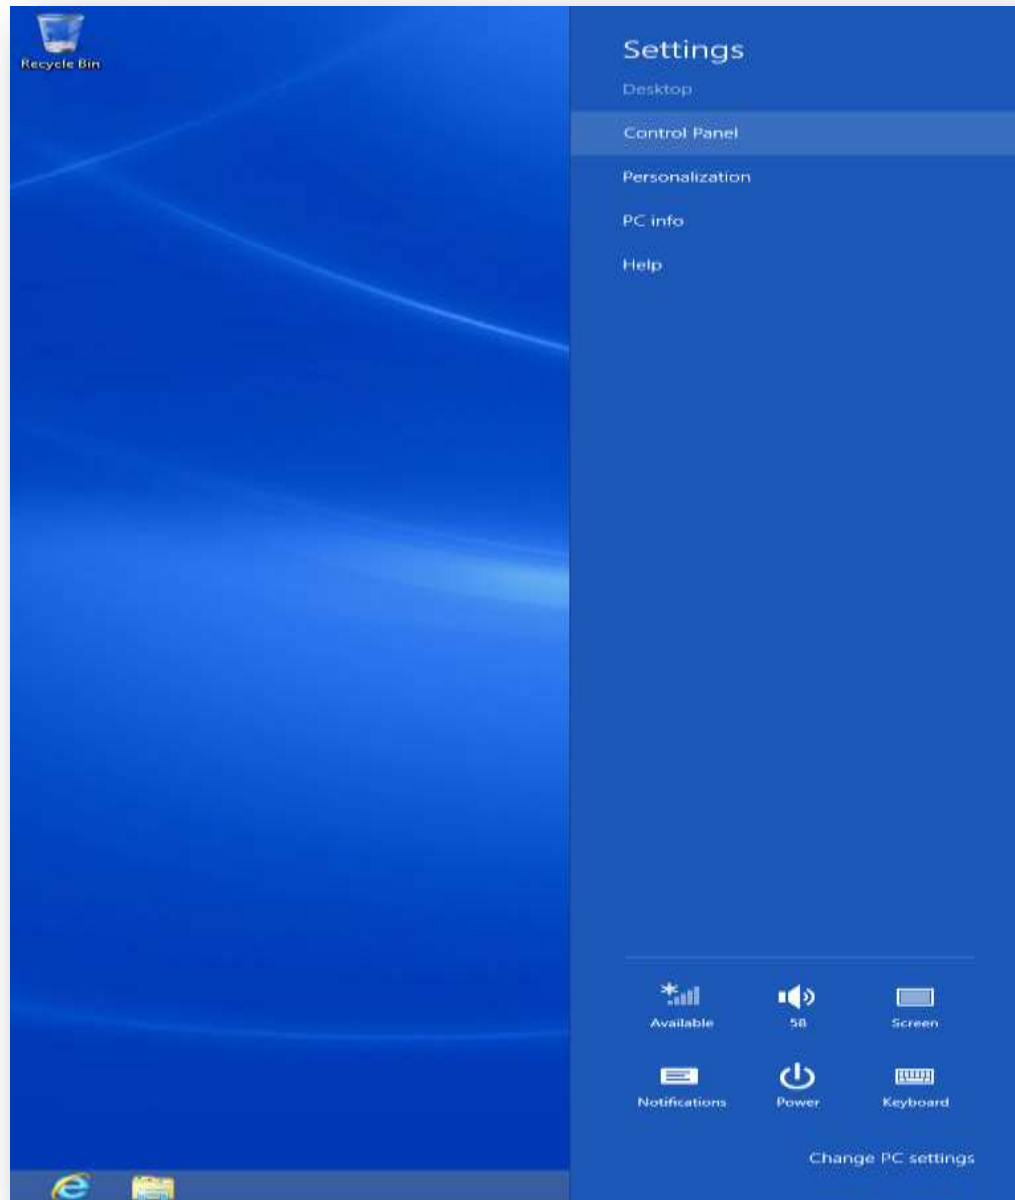 Recycle Bin
Settings
Desktop
Control Panel
Personalization
PC info
Help
Available
58
Screen
Notifications
Power
Keyboard
Change PC settings